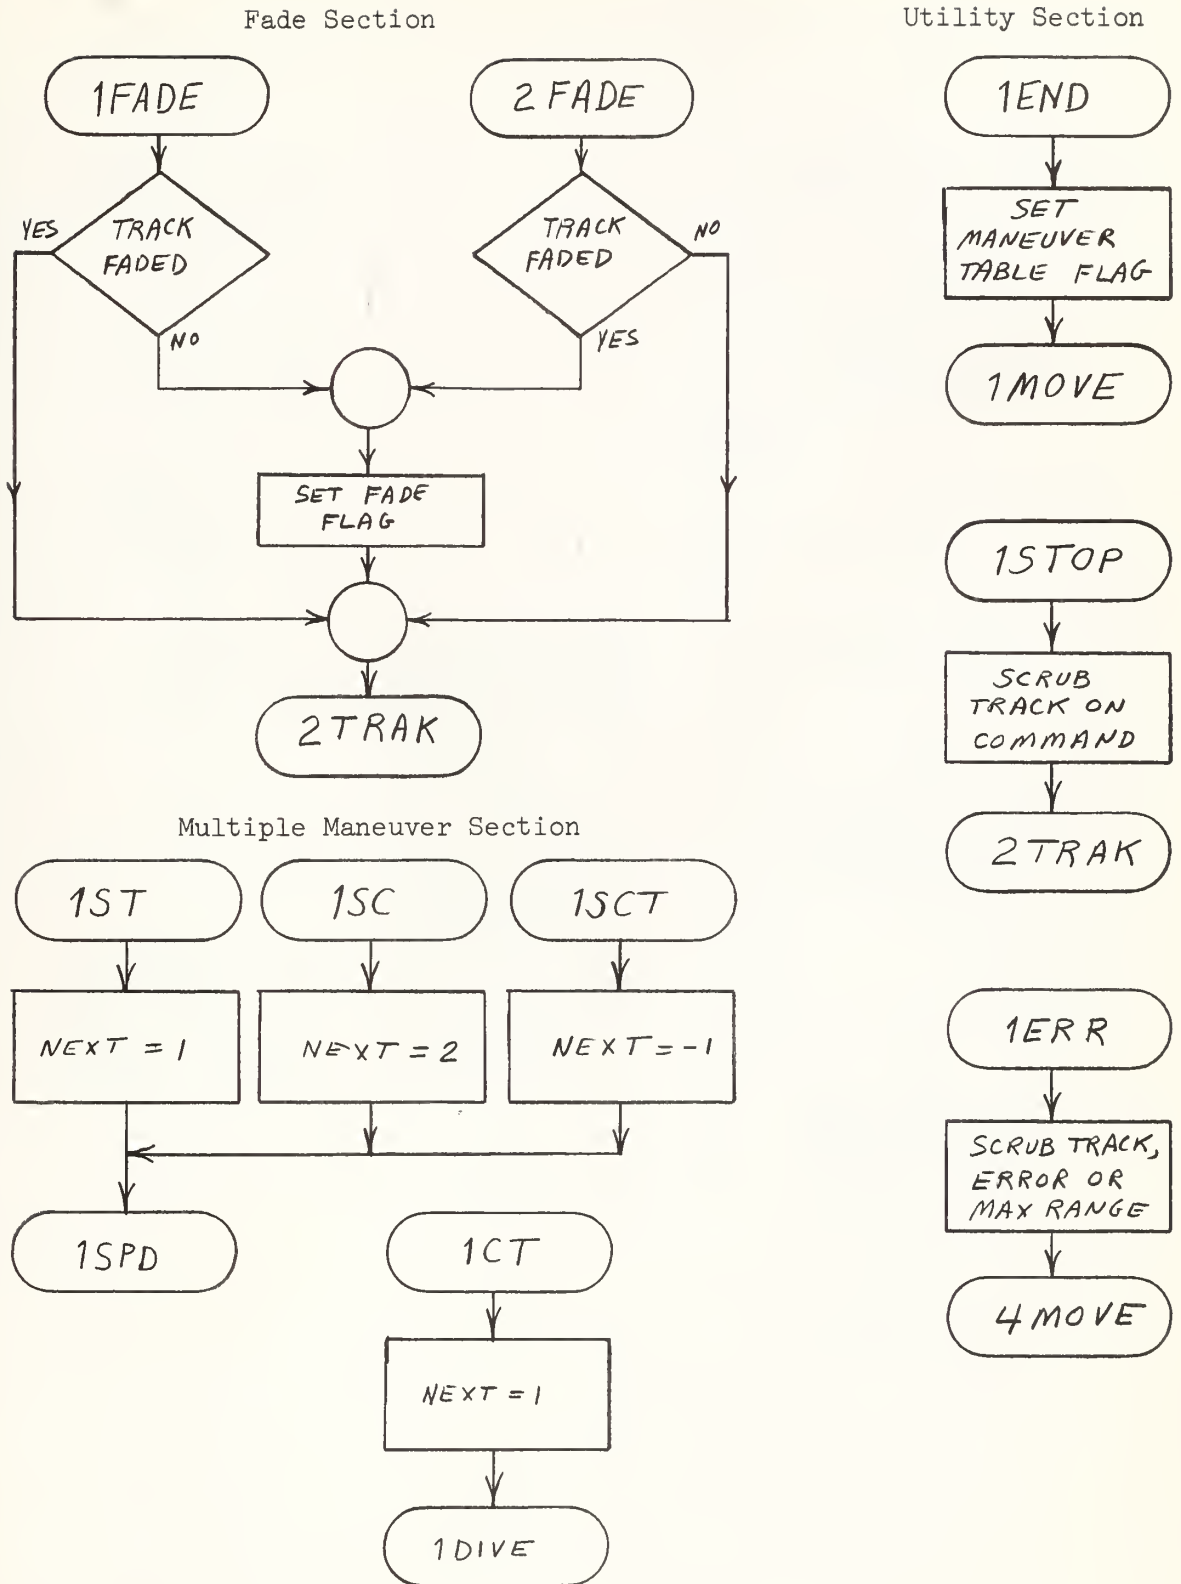 Fade Section
1FADE
2 FADE
YES
TRACK
FADED
NO
TRACK
FADED
NO
YES
SET FADE
FLAG
2TRAK
Multiple Maneuver Section
1ST
1SC
1SCT
NEXT = 1
NEXT = 2
NEXT = -1
1SPD
1CT
NEXT = 1
1DIVE
Utility Section
1END
SET
MANEUVER
TABLE FLAG
1MOVE
1STOP
SCRUB
TRACK ON
COMMAND
2TRAK
1ERR
SCRUB TRACK,
ERROR OR
MAX RANGE
4MOVE